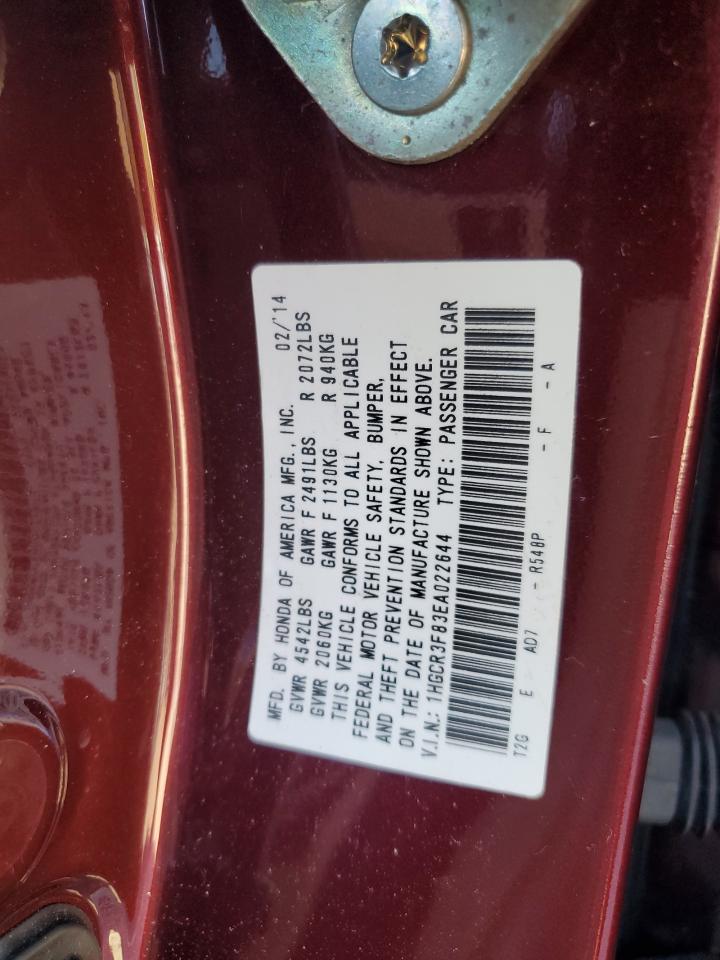 MFD. BY HONDA OF AMERICA MFG., INC. 02/'14
GVWR 4542LBS GAWR F 2491LBS R 2072LBS
GVWR 2060KG GAWR F 1130KG R 940KG
THIS VEHICLE CONFORMS TO ALL APPLICABLE
FEDERAL MOTOR VEHICLE SAFETY, BUMPER,
AND THEFT PREVENTION STANDARDS IN EFFECT
ON THE DATE OF MANUFACTURE SHOWN ABOVE.
V.I.N.: 1HGCR3F83EA022644 TYPE: PASSENGER CAR
T2G E AD7 - R548P - F - A